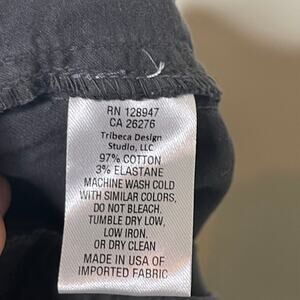 RN 128947
CA 26276
Tribeca Design
Studio, LLC
97% COTTON
3% ELASTANE
MACHINE WASH COLD
WITH SIMILAR COLORS,
DO NOT BLEACH,
TUMBLE DRY LOW,
LOW IRON,
OR DRY CLEAN
MADE IN USA OF
IMPORTED FABRIC